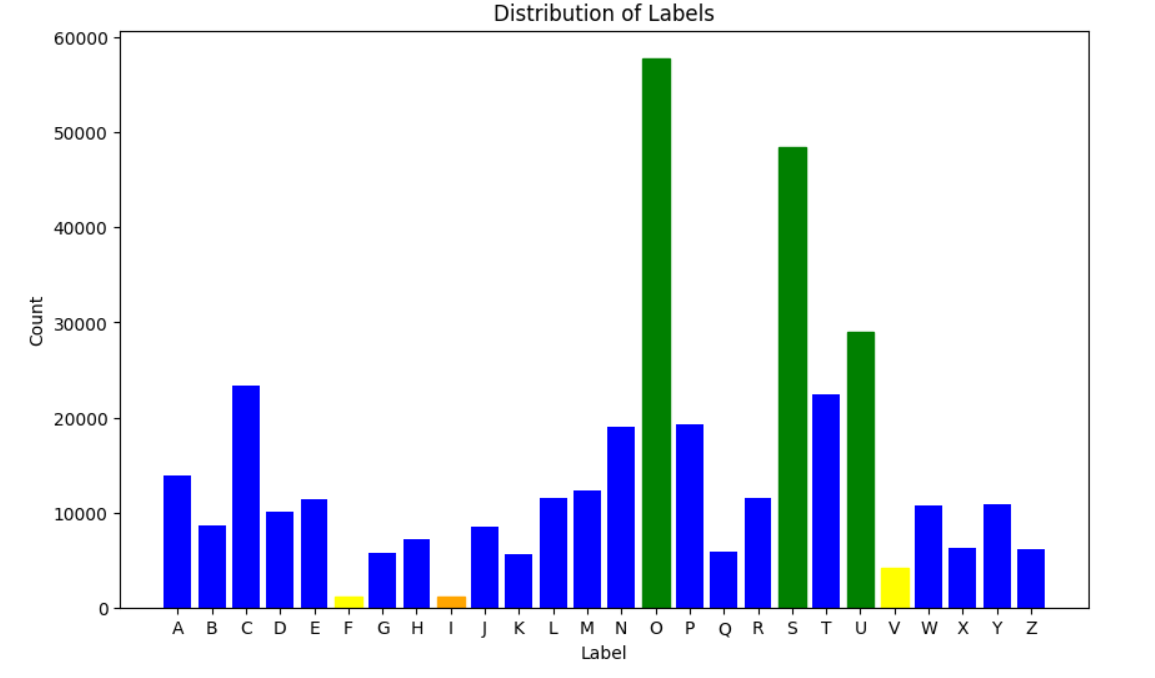 Distribution of Labels
60000
50000
40000
30000
20000
10000
0
Count
A B C D E F G H I J K L M N O P Q R S T U V W X Y Z
Label